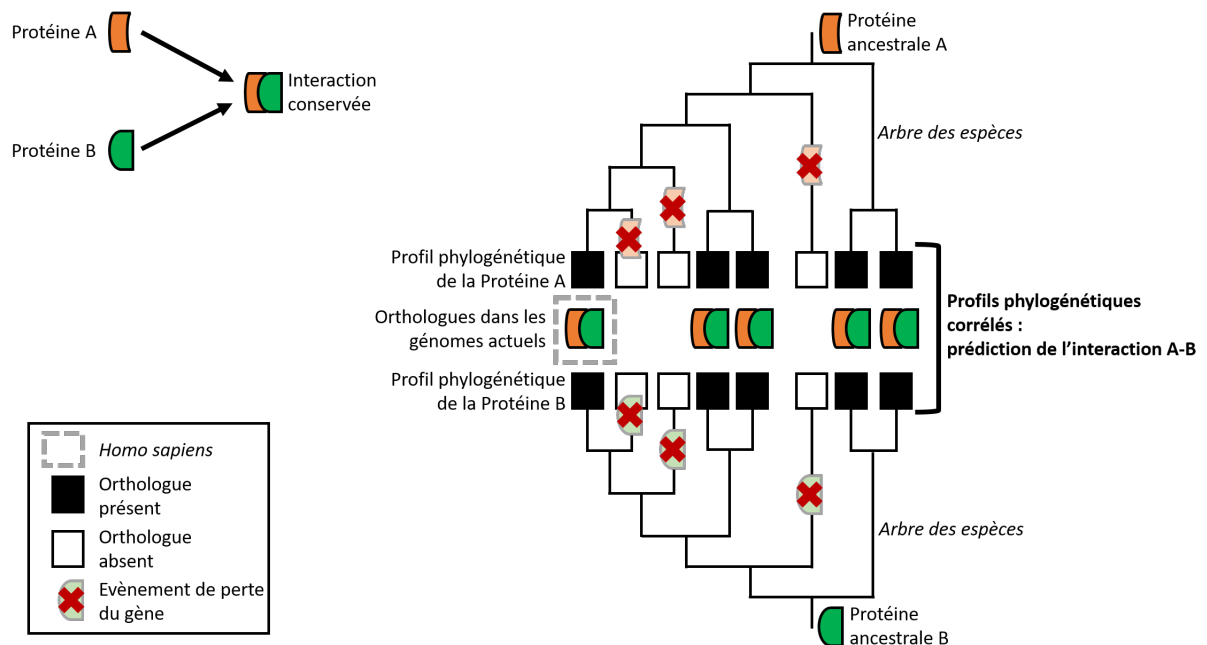 Protéine A
Interaction
conservée
Protéine B
Protéine
ancestrale A
Arbre des espèces
Profil phylogénétique
de la Protéine A
Orthologues dans les
génomes actuels
Profils phylogénétiques
corrélés :
prédiction de l’interaction A-B
Profil phylogénétique
de la Protéine B
Arbre des espèces
Protéine
ancestrale B
Homo sapiens
Orthologue
présent
Orthologue
absent
Evènement de perte
du gène